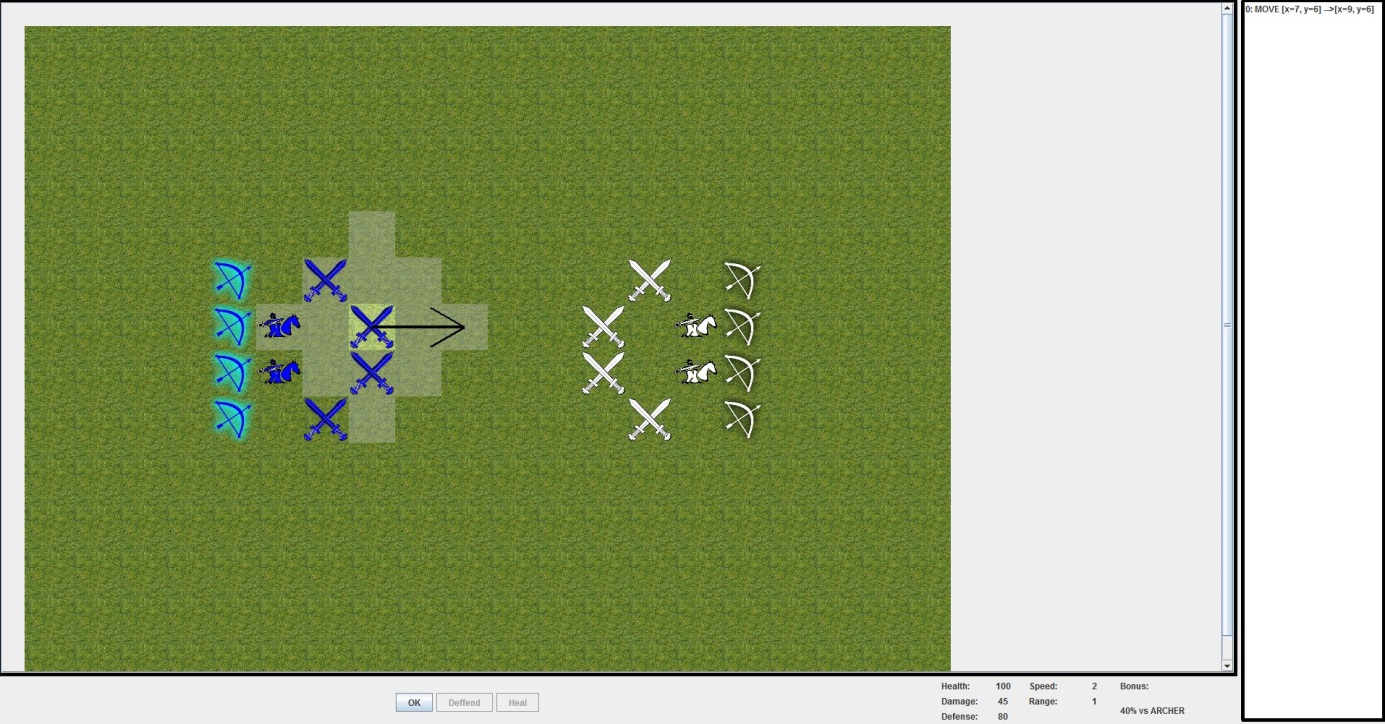 0: MOVE [x=7, y=6] -->[x=9, y=6]
OK Deffend Heal
Health: 100 Speed: 2 Bonus:
Damage: 45 Range: 1
40% vs ARCHER
Defense: 80